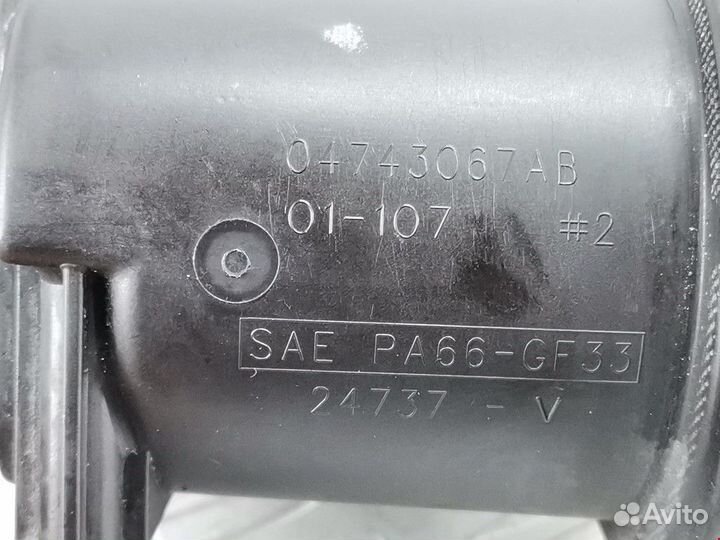 04743067AB
01-107 #2
SAE PA66-GF33
24737 - V
Avito